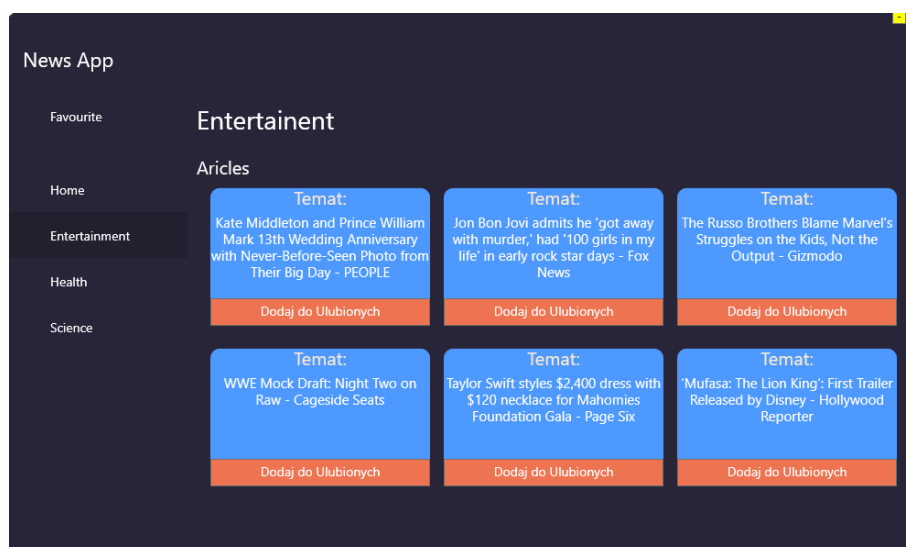 News App
Favourite
Home
Entertainment
Health
Science
Entertainent
Aricles
Temat:
Kate Middleton and Prince William
Mark 13th Wedding Anniversary
with Never-Before-Seen Photo from
Their Big Day - PEOPLE
Dodaj do Ulubionych
Temat:
Jon Bon Jovi admits he 'got away
with murder,' had '100 girls in my
life' in early rock star days - Fox
News
Dodaj do Ulubionych
Temat:
The Russo Brothers Blame Marvel's
Struggles on the Kids, Not the
Output - Gizmodo
Dodaj do Ulubionych
Temat:
WWE Mock Draft: Night Two on
Raw - Cageside Seats
Dodaj do Ulubionych
Temat:
Taylor Swift styles $2,400 dress with
$120 necklace for Mahomies
Foundation Gala - Page Six
Dodaj do Ulubionych
Temat:
'Mufasa: The Lion King': First Trailer
Released by Disney - Hollywood
Reporter
Dodaj do Ulubionych